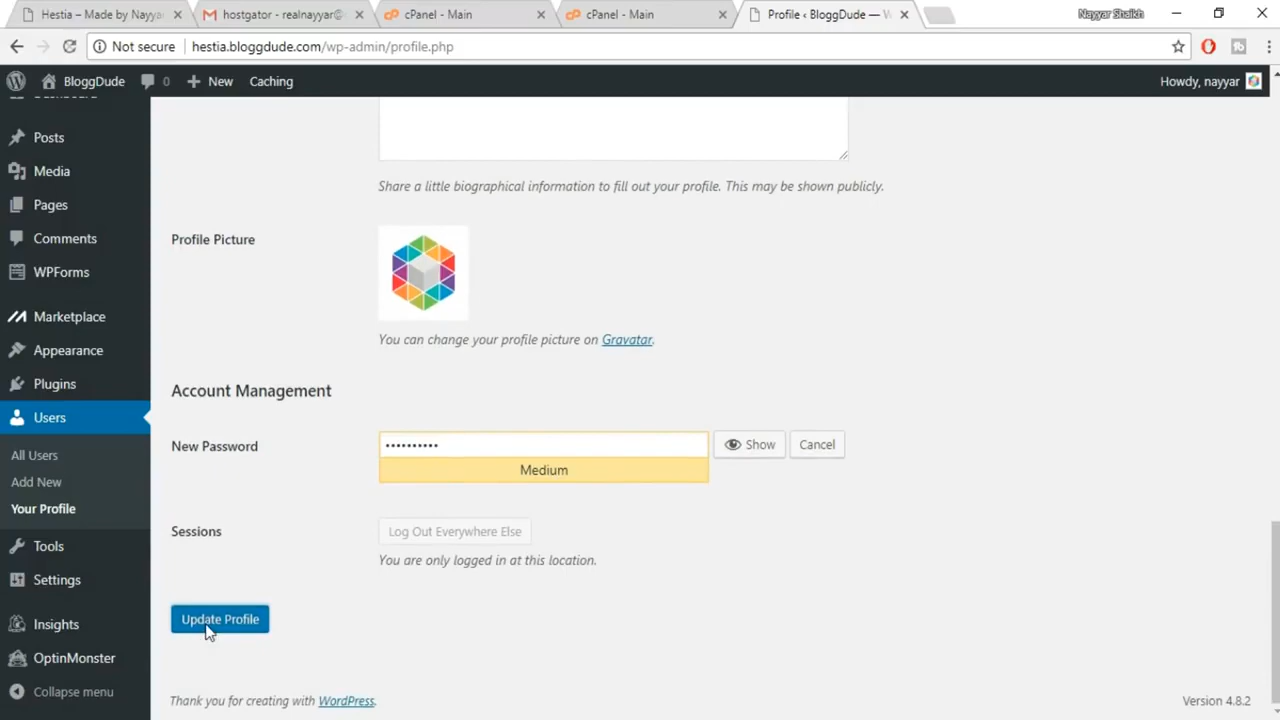 Hestia – Made by Nayya
hostgator - realnayyar@
cPanel - Main
cPanel - Main
Profile ‹ BloggDude — W
Nayyar Shaikh
Not secure
hestia.bloggdude.com/wp-admin/profile.php
BloggDude
0
New
Caching
Howdy, nayyar
Dashboard
Posts
Media
Pages
Comments
WPForms
Marketplace
Appearance
Plugins
Users
All Users
Add New
Your Profile
Tools
Settings
Insights
OptinMonster
Collapse menu
Share a little biographical information to fill out your profile. This may be shown publicly.
Profile Picture
You can change your profile picture on Gravatar.
Account Management
New Password
••••••••••
Show
Cancel
Medium
Sessions
Log Out Everywhere Else
You are only logged in at this location.
Update Profile
Thank you for creating with WordPress.
Version 4.8.2